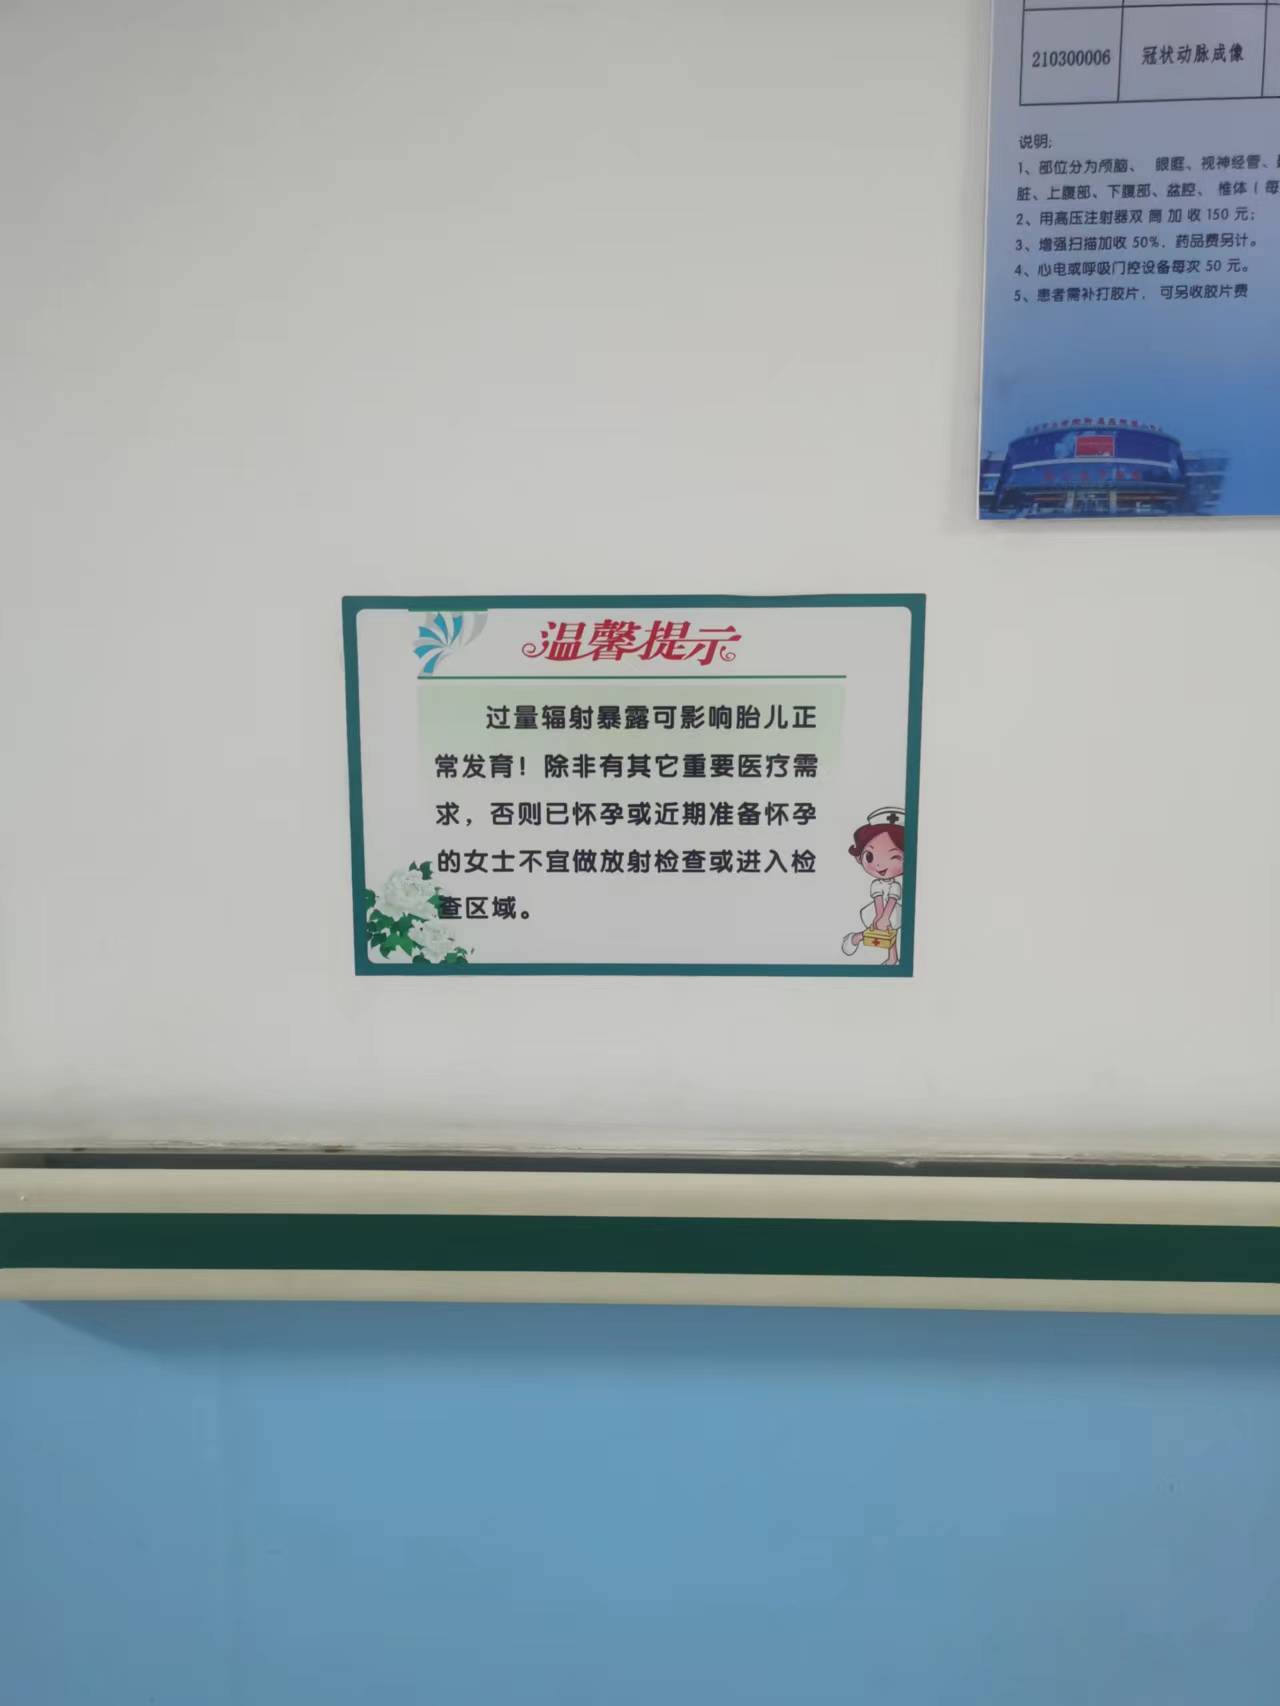 210300006 冠状动脉成像
说明;
1、部位分为颅脑、 眼眶、视神经管、
脏、上腹部、下腹部、盆腔、 椎体（ 每
2、用高压注射器双 筒 加 收 150 元；
3、增强扫描加收 50%，药品费另计。
4、心电或呼吸门控设备每次 50 元。
5、患者需补打胶片， 可另收胶片费
温馨提示
过量辐射暴露可影响胎儿正
常发育！除非有其它重要医疗需
求，否则已怀孕或近期准备怀孕
的女士不宜做放射检查或进入检
查区域。